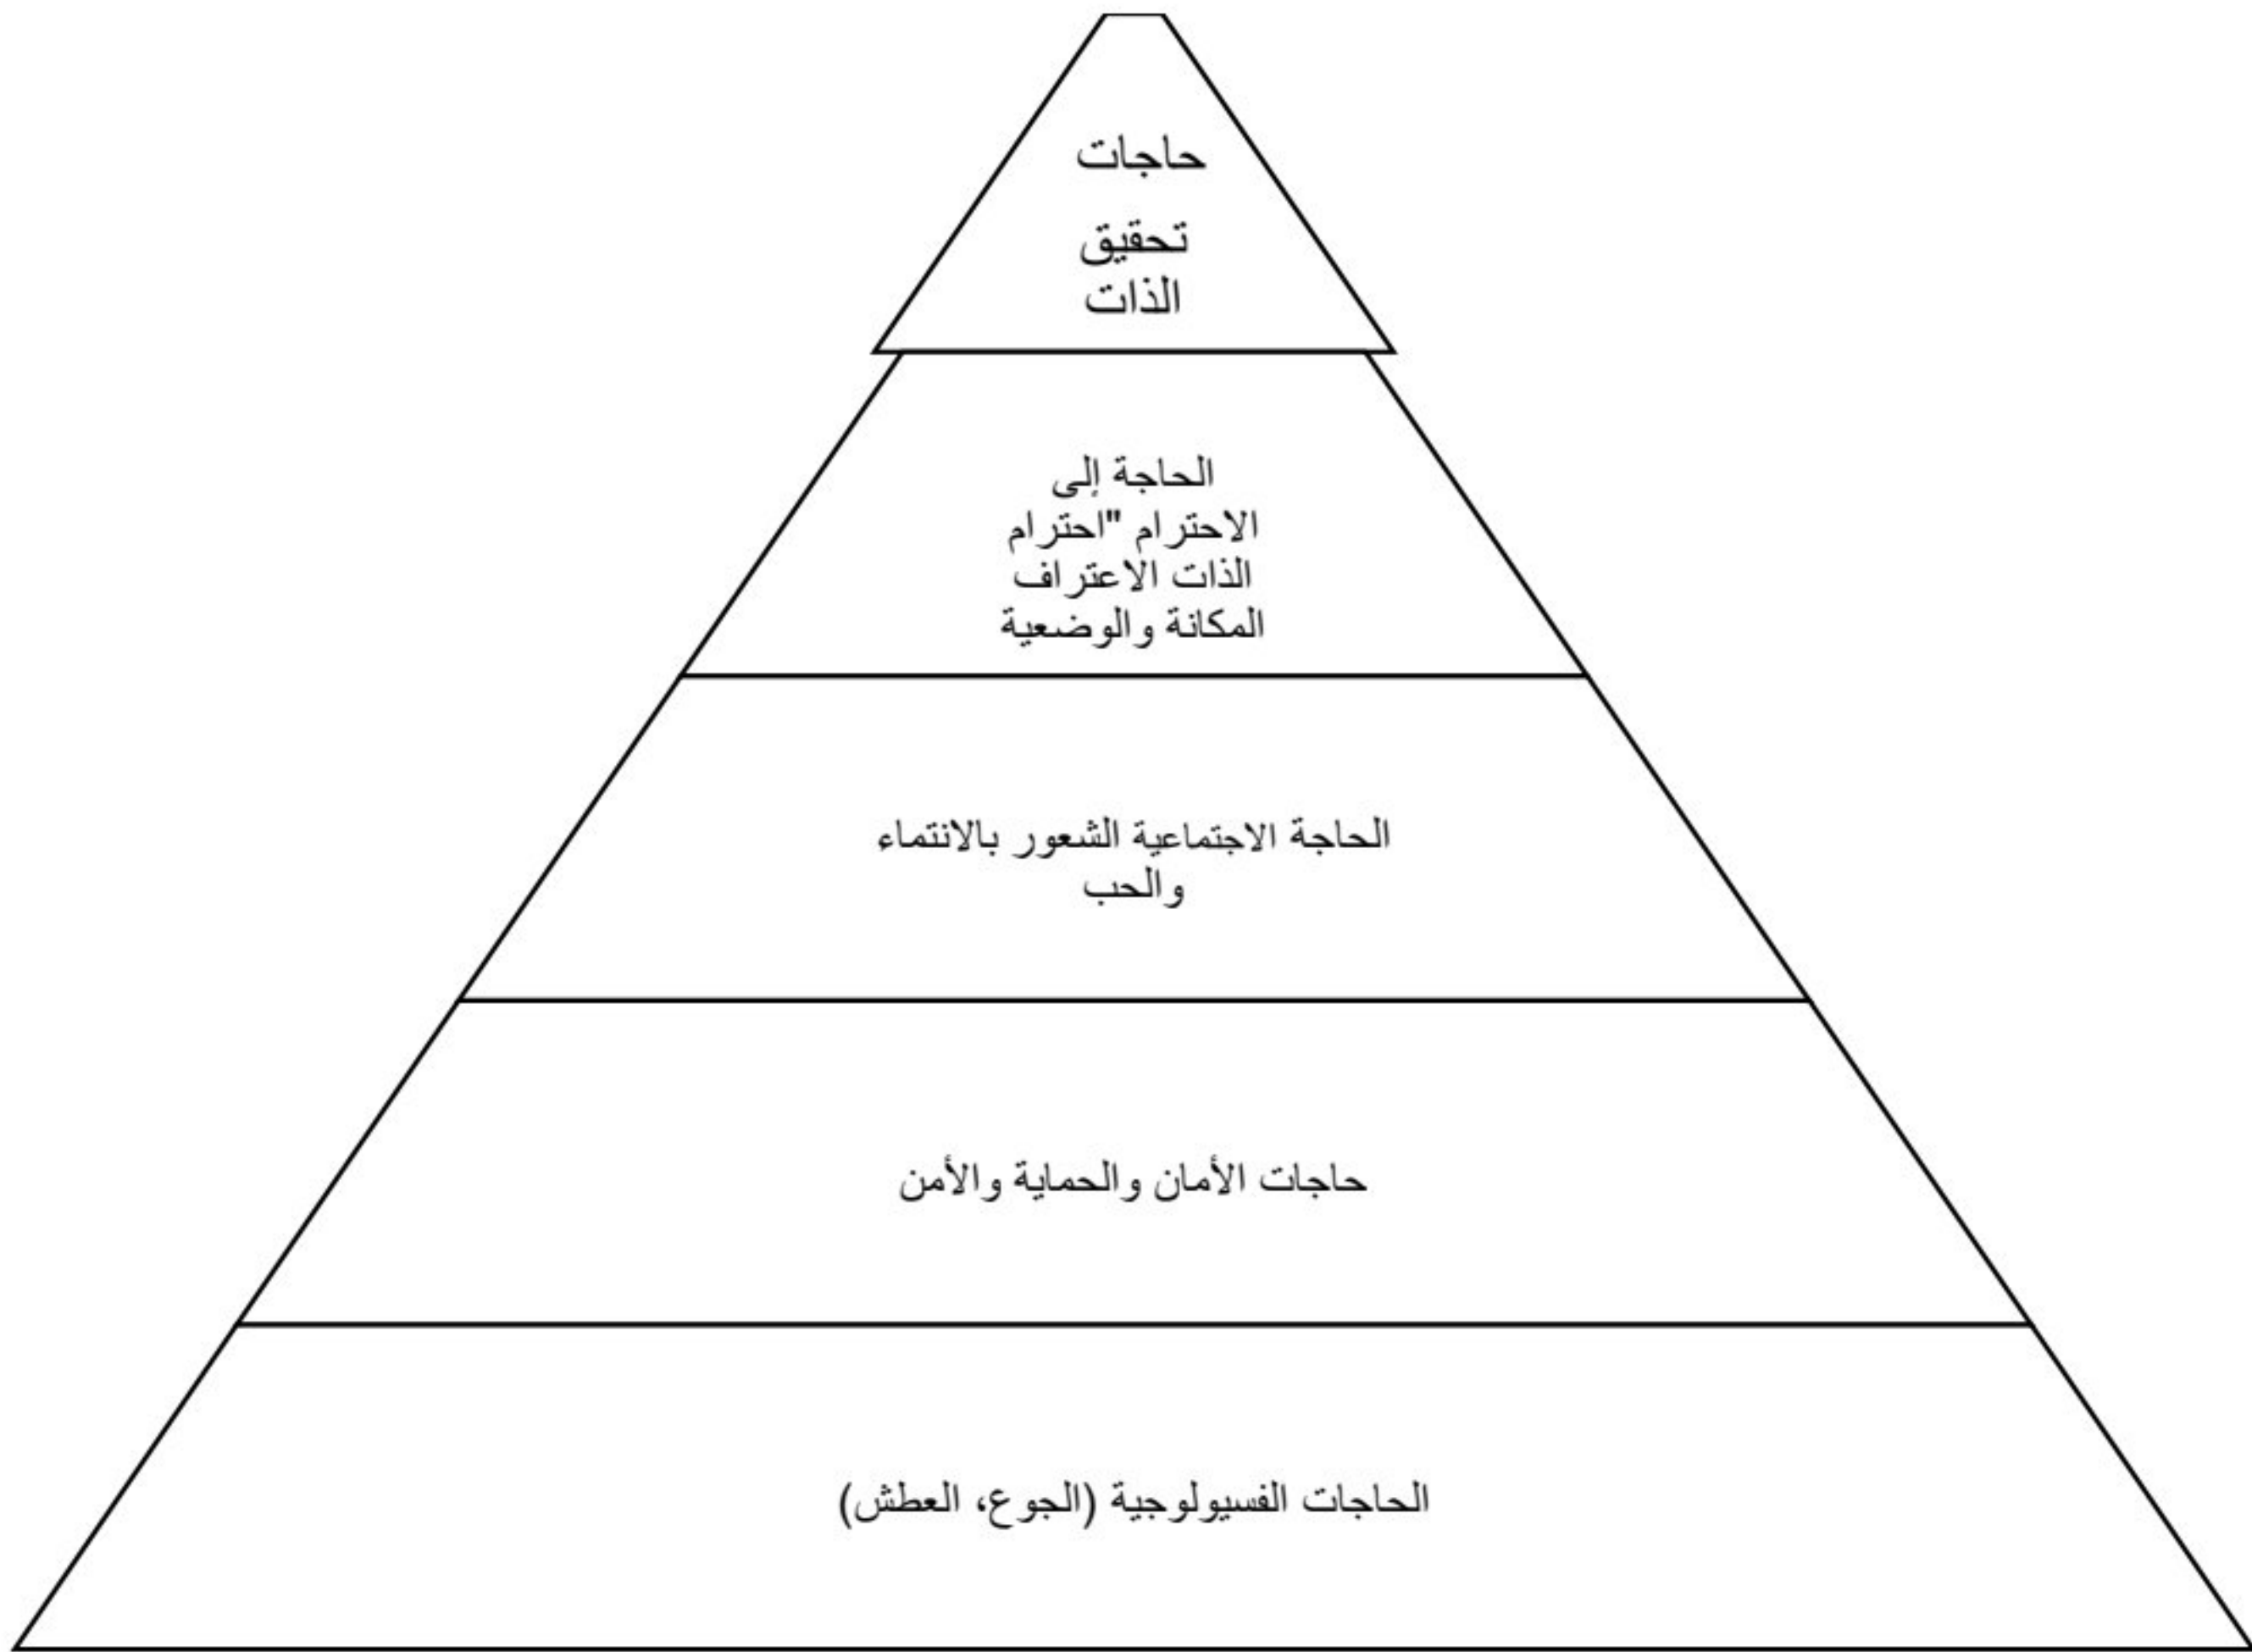 حاجات
تحقيق
الذات
الحاجة إلى
الاحترام "احترام
الذات الاعتراف
المكانة والوضعية
الحاجة الاجتماعية الشعور بالانتماء
والحب
حاجات الأمان والحماية والأمن
الحاجات الفسيولوجية (الجوع، العطش)